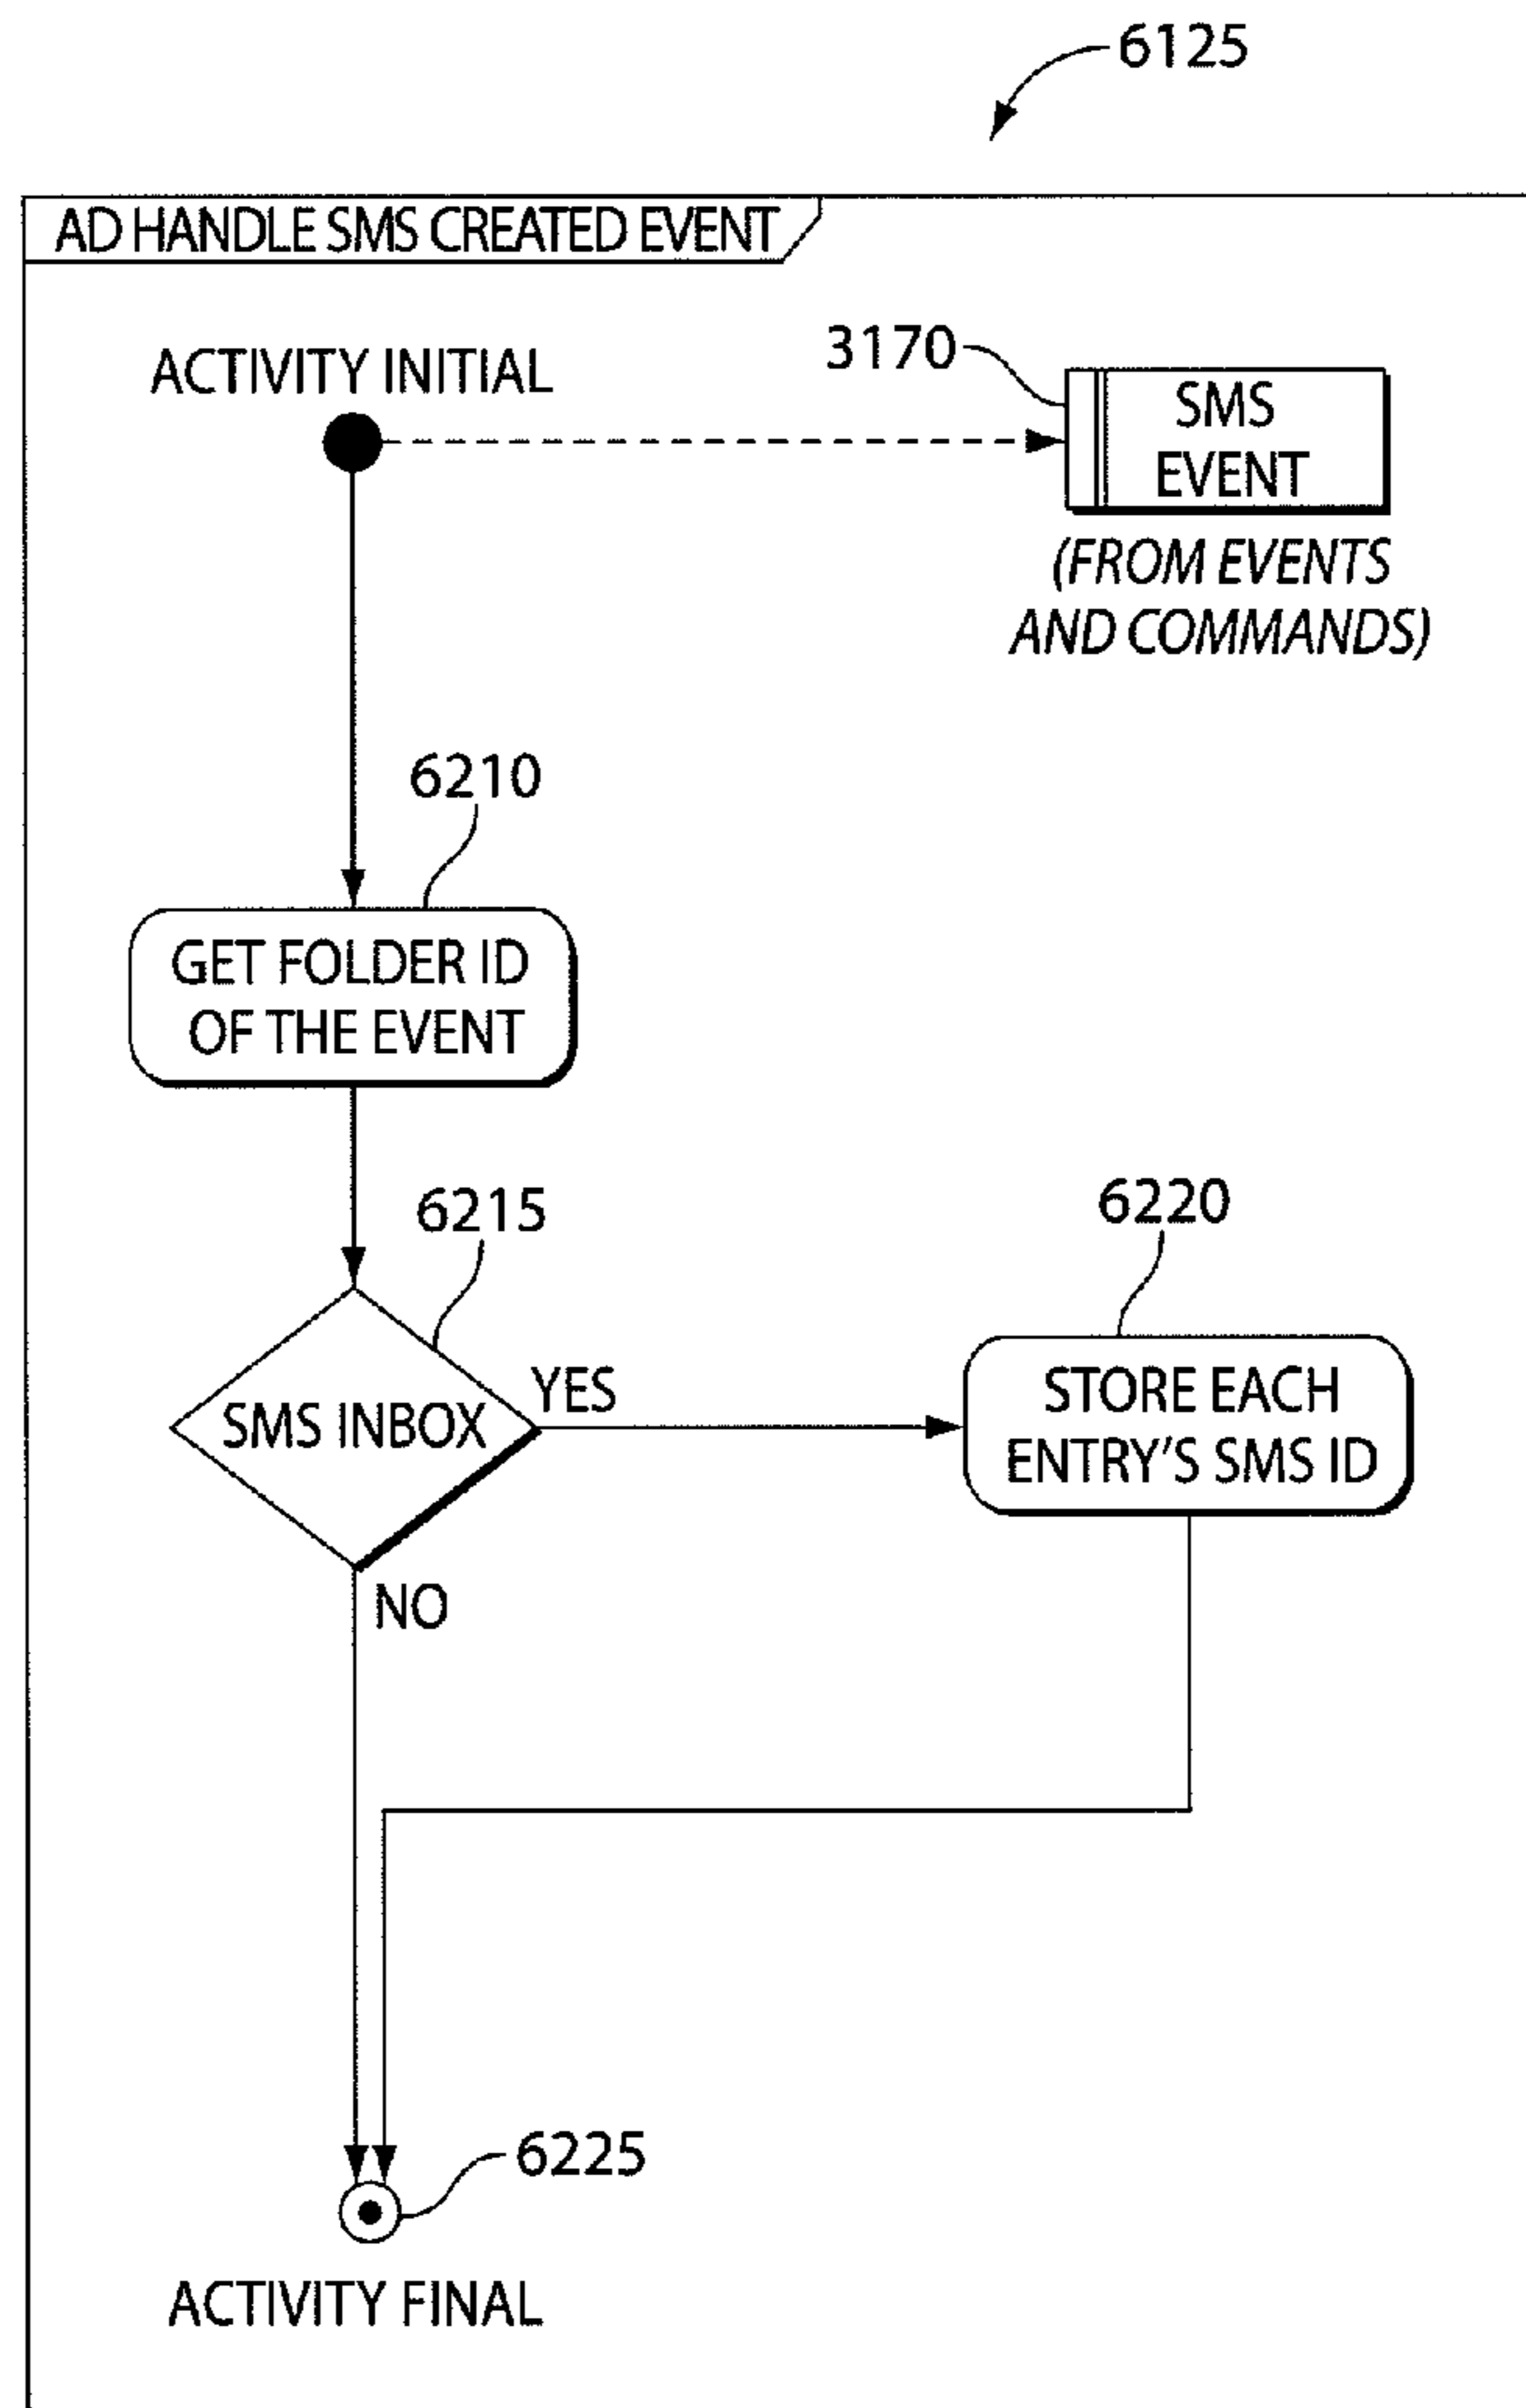 6125
AD HANDLE SMS CREATED EVENT
ACTIVITY INITIAL
3170
SMS
EVENT
(FROM EVENTS
AND COMMANDS)
6210
GET FOLDER ID
OF THE EVENT
6215
SMS INBOX
YES
6220
STORE EACH
ENTRY'S SMS ID
NO
6225
ACTIVITY FINAL